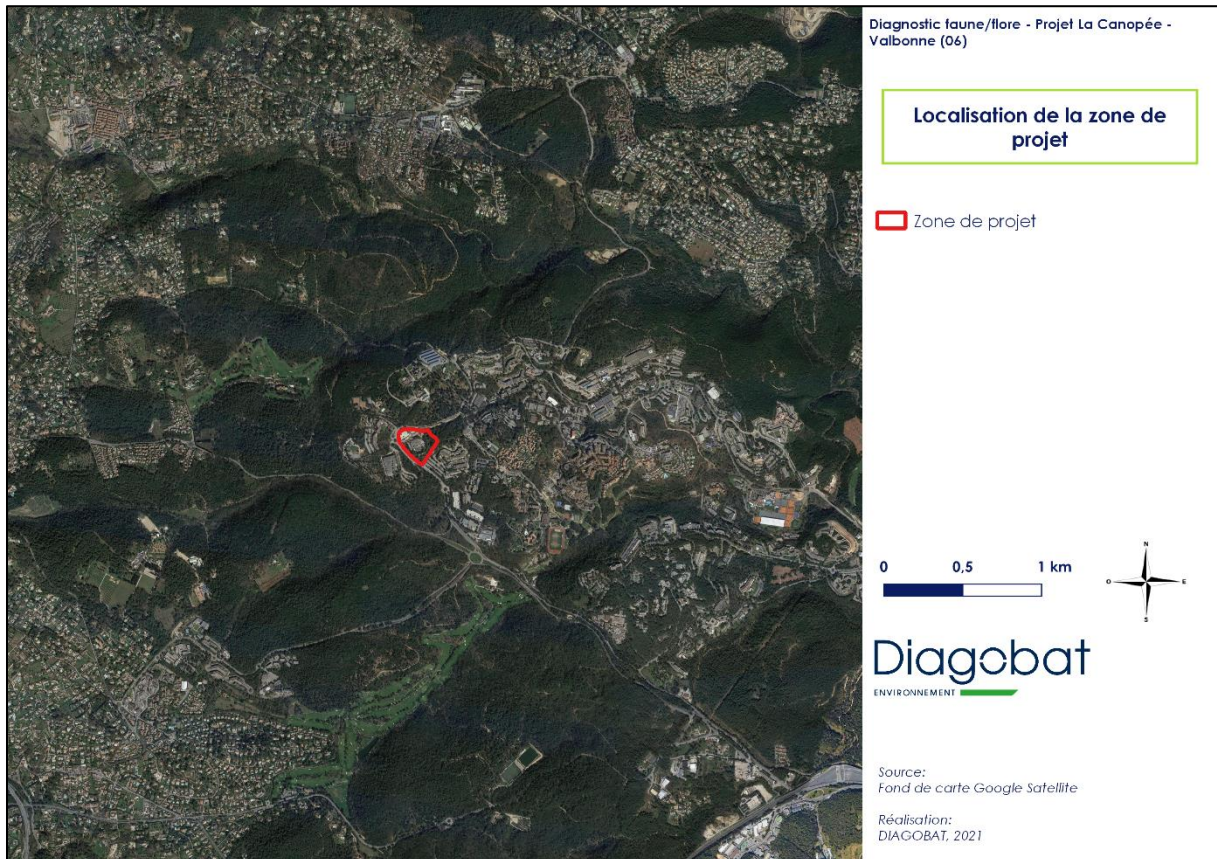 Diagnostic faune/flore - Projet La Canopée -
Valbonne (06)
Localisation de la zone de
projet
Zone de projet
0 0,5 1 km
N
O E
S
Diagobat
ENVIRONNEMENT
Source:
Fond de carte Google Satellite
Réalisation:
DIAGOBAT, 2021